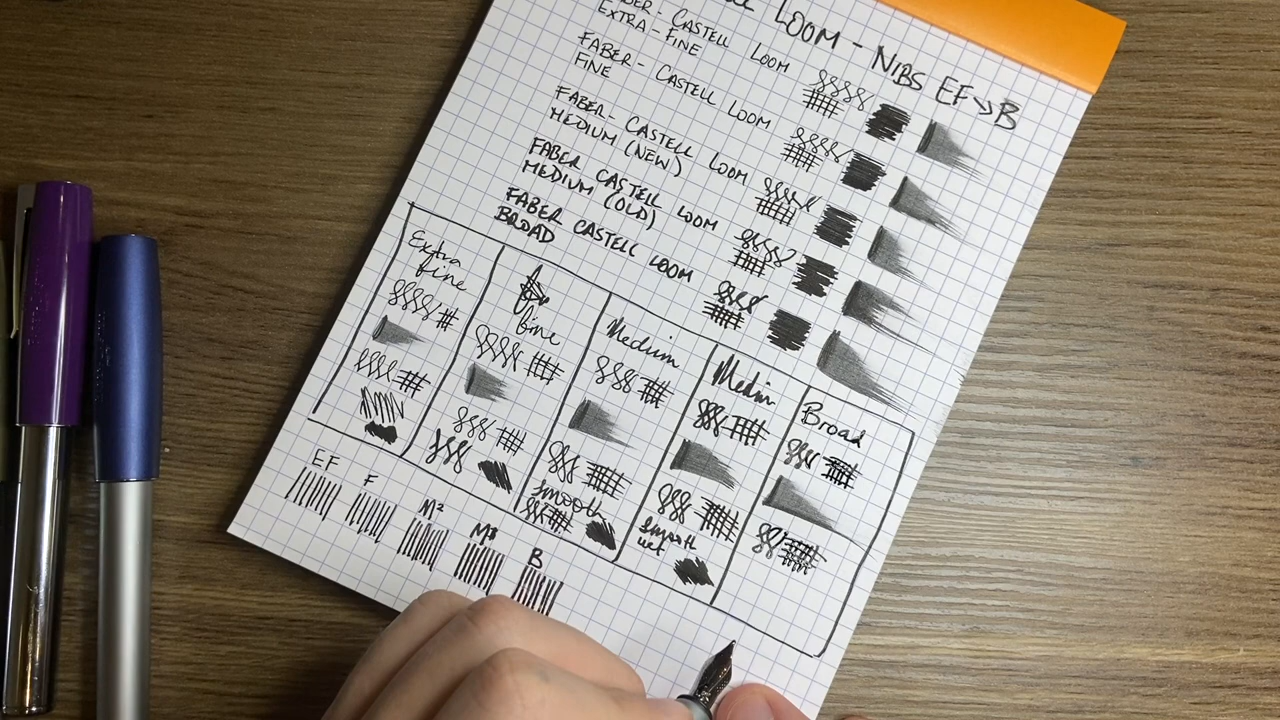 LOOM - NIBS EF→B
FABER - CASTELL LOOM
EXTRA - FINE
FABER - CASTELL LOOM
FINE
FABER - CASTELL LOOM
MEDIUM (NEW)
FABER CASTELL LOOM
MEDIUM (OLD)
FABER CASTELL LOOM
BROAD
Extra
fine
fine
Medium
smooth
Medium
smooth
wet
Broad
EF
F
M²
B